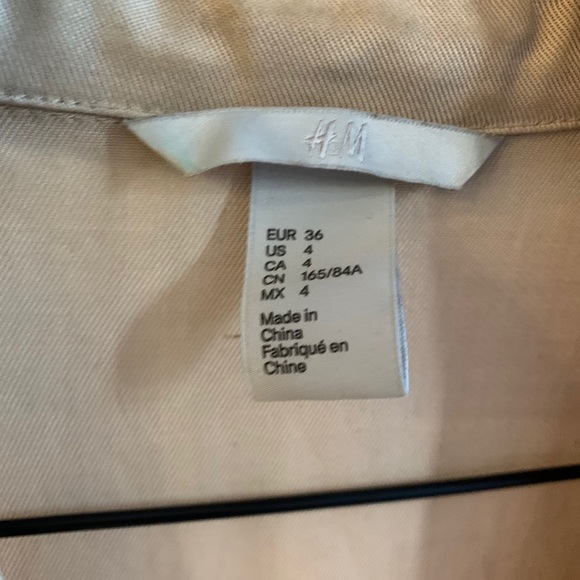 H&M
EUR 36
US 4
CA 4
CN 165/84A
MX 4
Made in
China
Fabriqué en
Chine